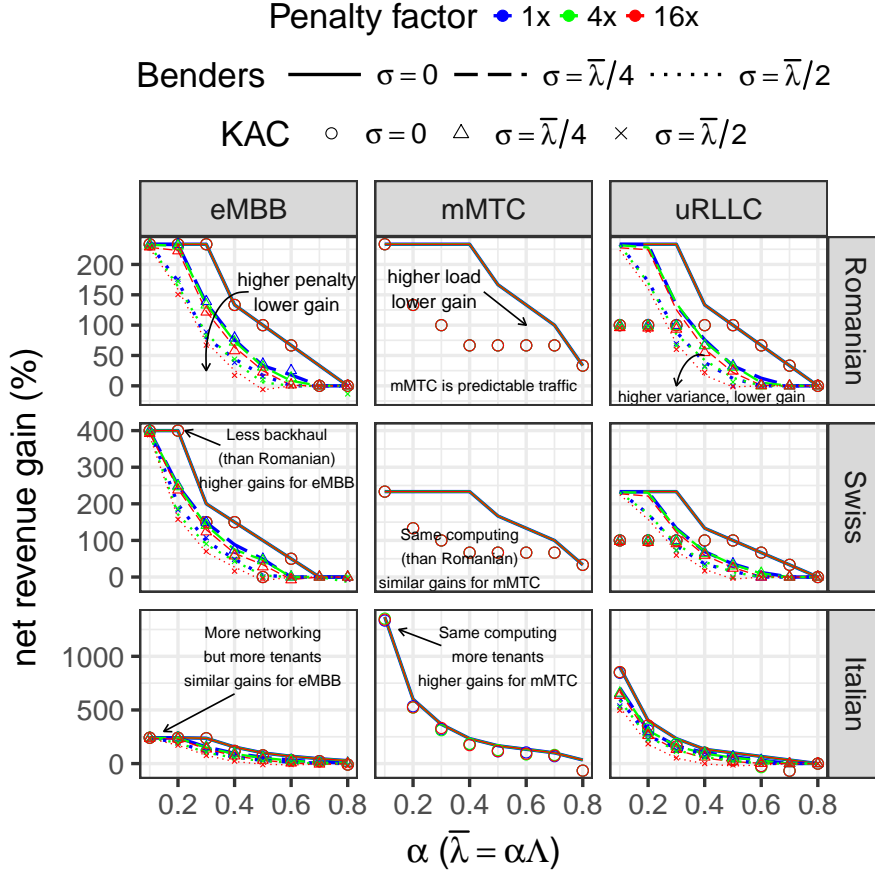 Penalty factor 1x 4x 16x
Benders σ = 0 σ = λ̅/4 σ = λ̅/2
KAC σ = 0 σ = λ̅/4 σ = λ̅/2
eMBB mMTC uRLLC
Romanian
Swiss
Italian
net revenue gain (%)
200
150
100
50
0
higher penalty
lower gain
higher load
lower gain
mMTC is predictable traffic
higher variance, lower gain
400
300
200
100
0
Less backhaul
(than Romanian)
higher gains for eMBB
Same computing
(than Romanian)
similar gains for mMTC
1000
500
0
More networking
but more tenants
similar gains for eMBB
Same computing
more tenants
higher gains for mMTC
0.2 0.4 0.6 0.8 0.2 0.4 0.6 0.8 0.2 0.4 0.6 0.8
α (λ̅ = αΛ)